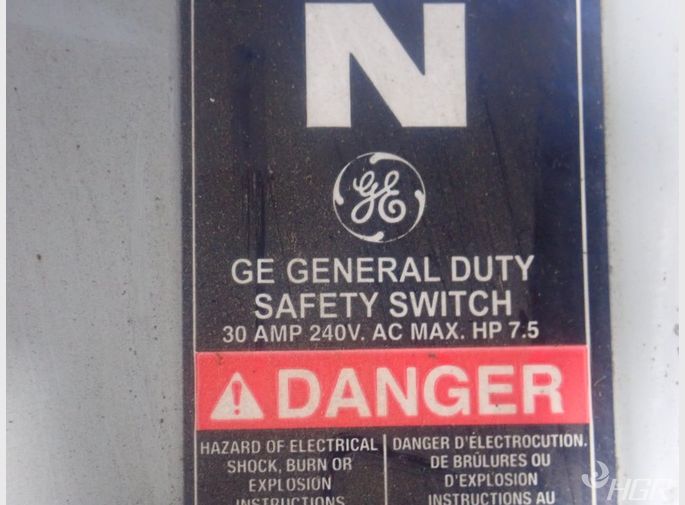 N
GE
GE GENERAL DUTY
SAFETY SWITCH
30 AMP 240V. AC MAX. HP 7.5
DANGER
HAZARD OF ELECTRICAL
SHOCK, BURN OR
EXPLOSION
INSTRUCTIONS
DANGER D'ÉLECTROCUTION.
DE BRÛLURES OU
D'EXPLOSION
INSTRUCTIONS AU
HGR